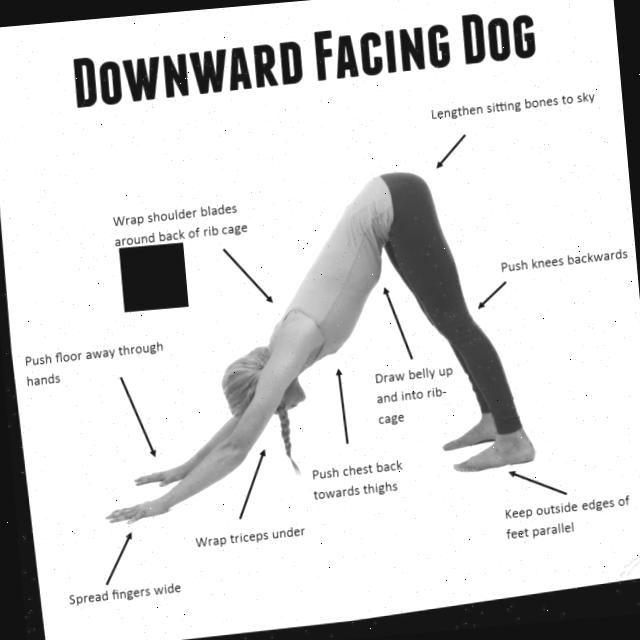 DOWNWARD FACING DOG
Lengthen sitting bones to sky
Wrap shoulder blades
around back of rib cage
Push knees backwards
Push floor away through
hands
Draw belly up
and into rib-
cage
Push chest back
towards thighs
Keep outside edges of
feet parallel
Wrap triceps under
Spread fingers wide